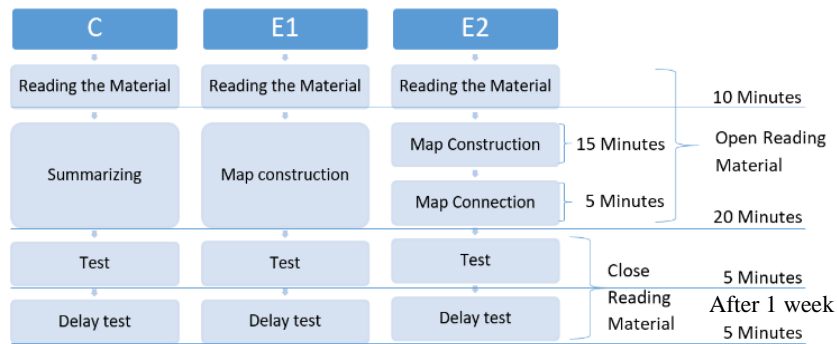 C E1 E2
Reading the Material Reading the Material Reading the Material
10 Minutes
Summarizing Map construction Map Construction 15 Minutes
Open Reading
Material
Map Connection 5 Minutes
20 Minutes
Test Test Test
Close
Reading
Material
5 Minutes
After 1 week
Delay test Delay test Delay test
5 Minutes